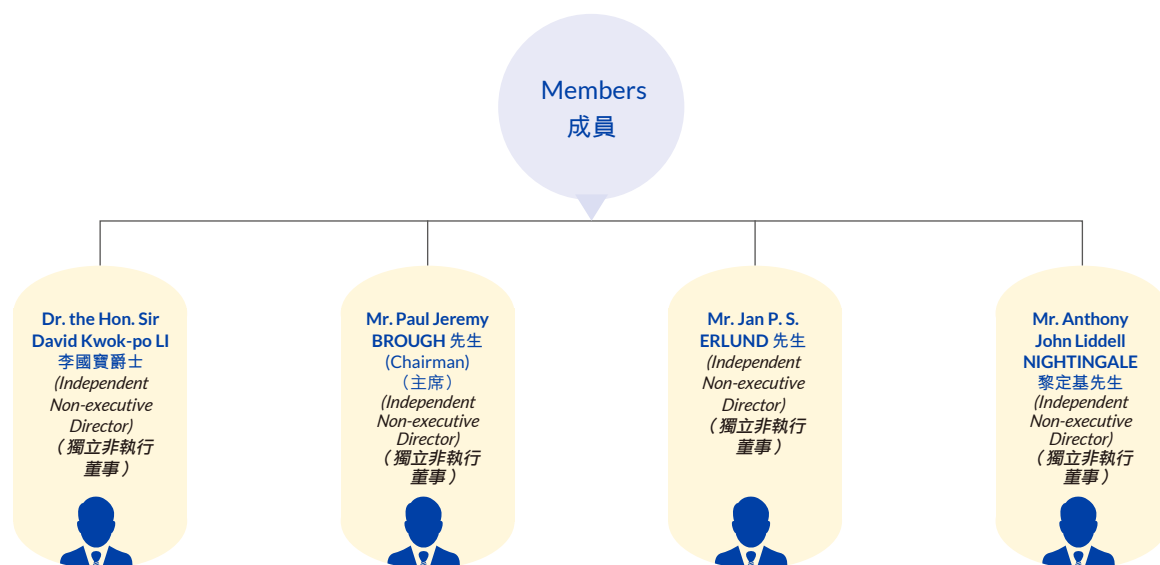 Members
成員
Dr. the Hon. Sir
David Kwok-po LI
李國寶爵士
(Independent
Non-executive
Director)
（獨立非執行
董事）
Mr. Paul Jeremy
BROUGH 先生
(Chairman)
（主席）
(Independent
Non-executive
Director)
（獨立非執行
董事）
Mr. Jan P. S.
ERLUND 先生
(Independent
Non-executive
Director)
（獨立非執行
董事）
Mr. Anthony
John Liddell
NIGHTINGALE
黎定基先生
(Independent
Non-executive
Director)
（獨立非執行
董事）